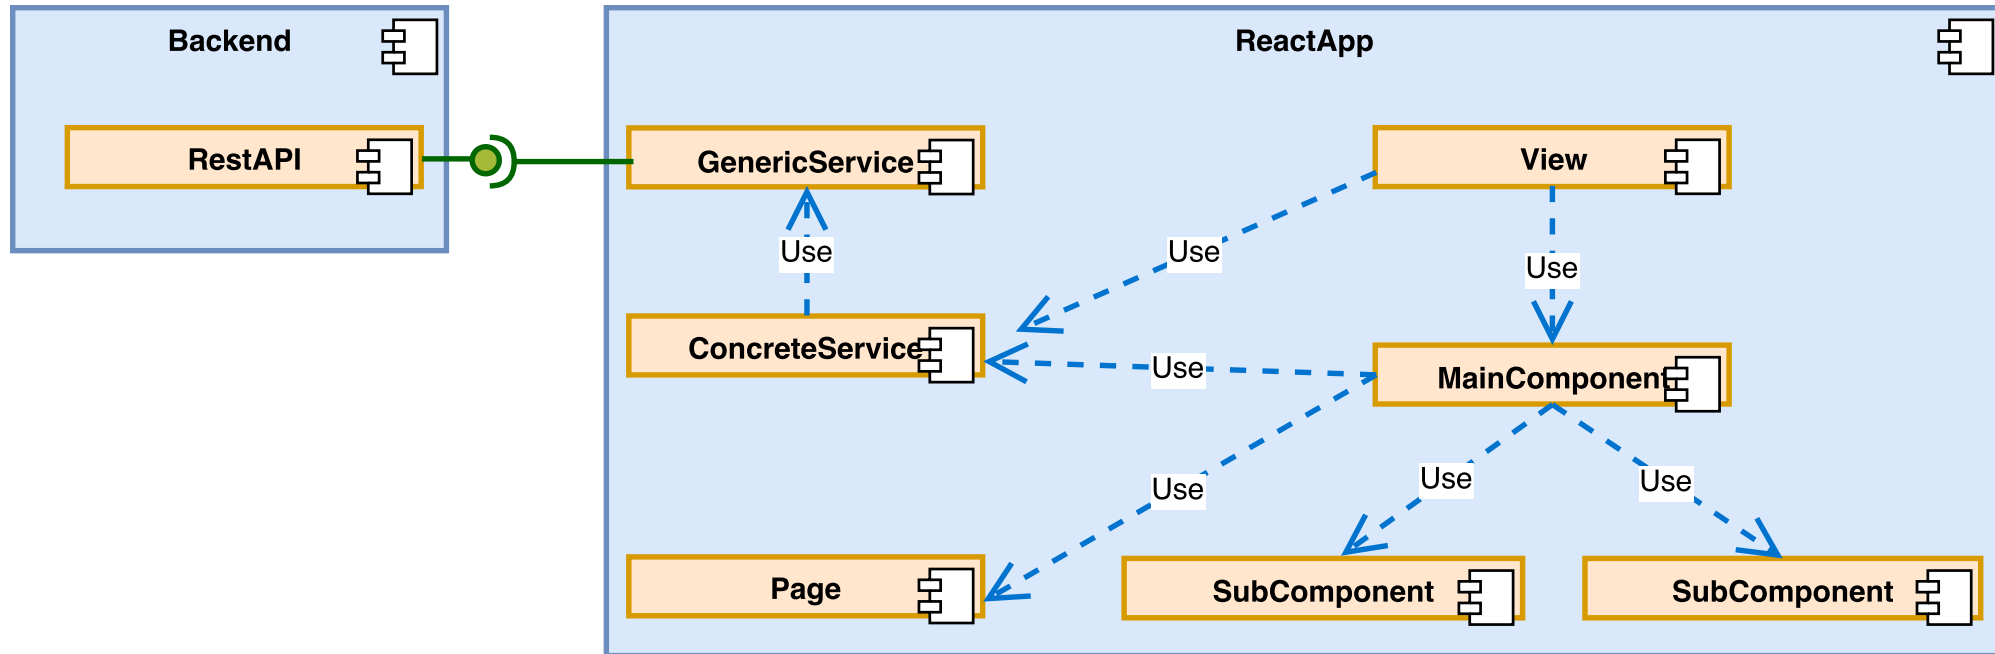 Backend
ReactApp
RestAPI
GenericService
View
Use
Use
Use
ConcreteService
Use
MainComponent
Use
Use
Use
Page
SubComponent
SubComponent